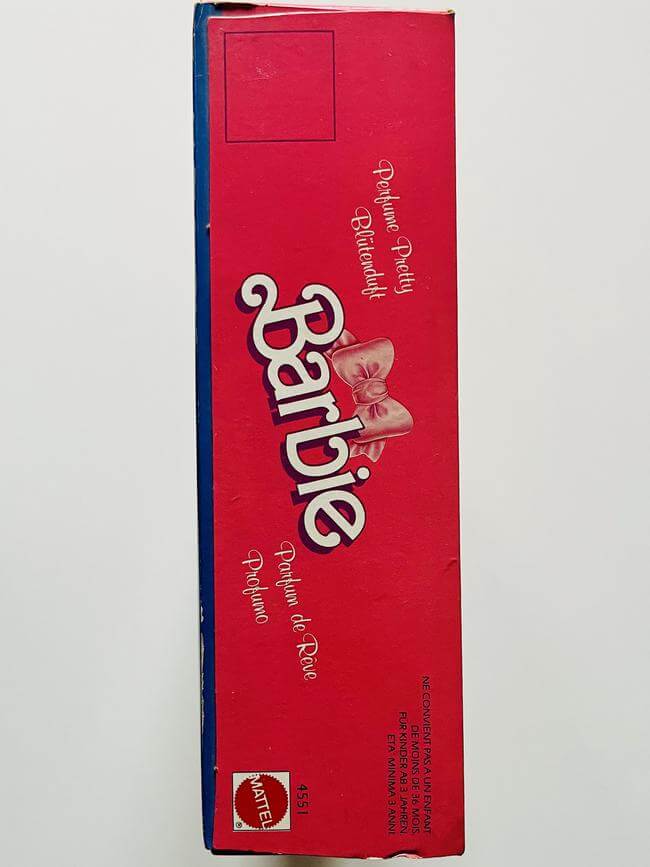 Perfume Pretty
Blütenduft
Barbie
Parfum de Rêve
Profumo
NE CONVIENT PAS A UN ENFANT
DE MOINS DE 36 MOIS.
FUR KINDER AB 3 JAHREN
ETA' MINIMA 3 ANNI
4551
MATTEL
®